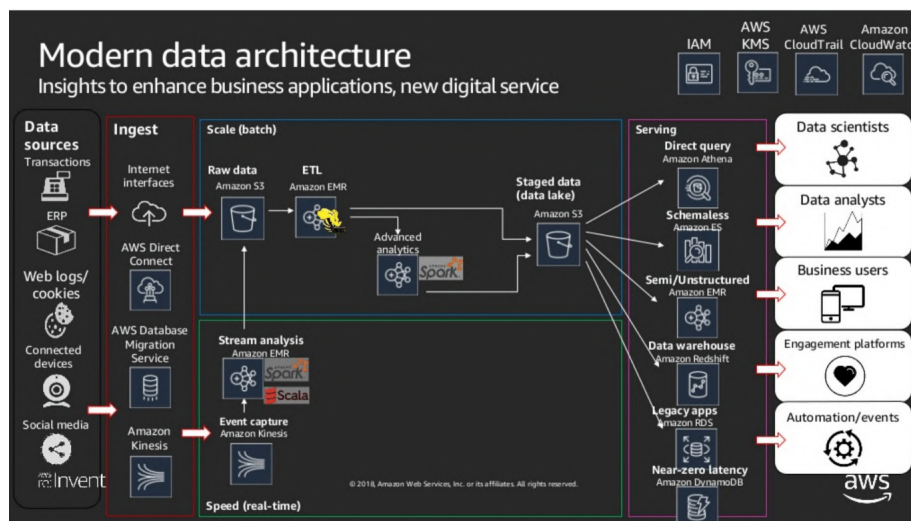 Modern data architecture
Insights to enhance business applications, new digital service
IAM
AWS
KMS
AWS
CloudTrail
Amazon
CloudWatc
Data
sources
Transactions
ERP
Web logs/
cookies
Connected
devices
Social media
aws
re:Invent
Ingest
Internet
interfaces
AWS Direct
Connect
AWS Database
Migration
Service
Amazon
Kinesis
Scale (batch)
Raw data
Amazon S3
ETL
Amazon EMR
Advanced
analytics
Spark
Staged data
(data lake)
Amazon S3
Stream analysis
Amazon EMR
Spark
Scala
Event capture
Amazon Kinesis
© 2018, Amazon Web Services, Inc. or its affiliates. All rights reserved.
Speed (real-time)
Serving
Direct query
Amazon Athena
Schemaless
Amazon ES
Semi/Unstructured
Amazon EMR
Data warehouse
Amazon Redshift
Legacy apps
Amazon RDS
Near-zero latency
Amazon DynamoDB
Data scientists
Data analysts
Business users
Engagement platforms
Automation/events
aws